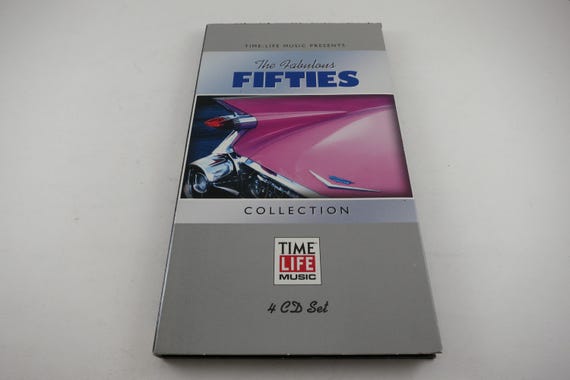 TIME-LIFE MUSIC PRESENTS
The Fabulous
FIFTIES
COLLECTION
TIME
LIFE
MUSIC
4 CD Set